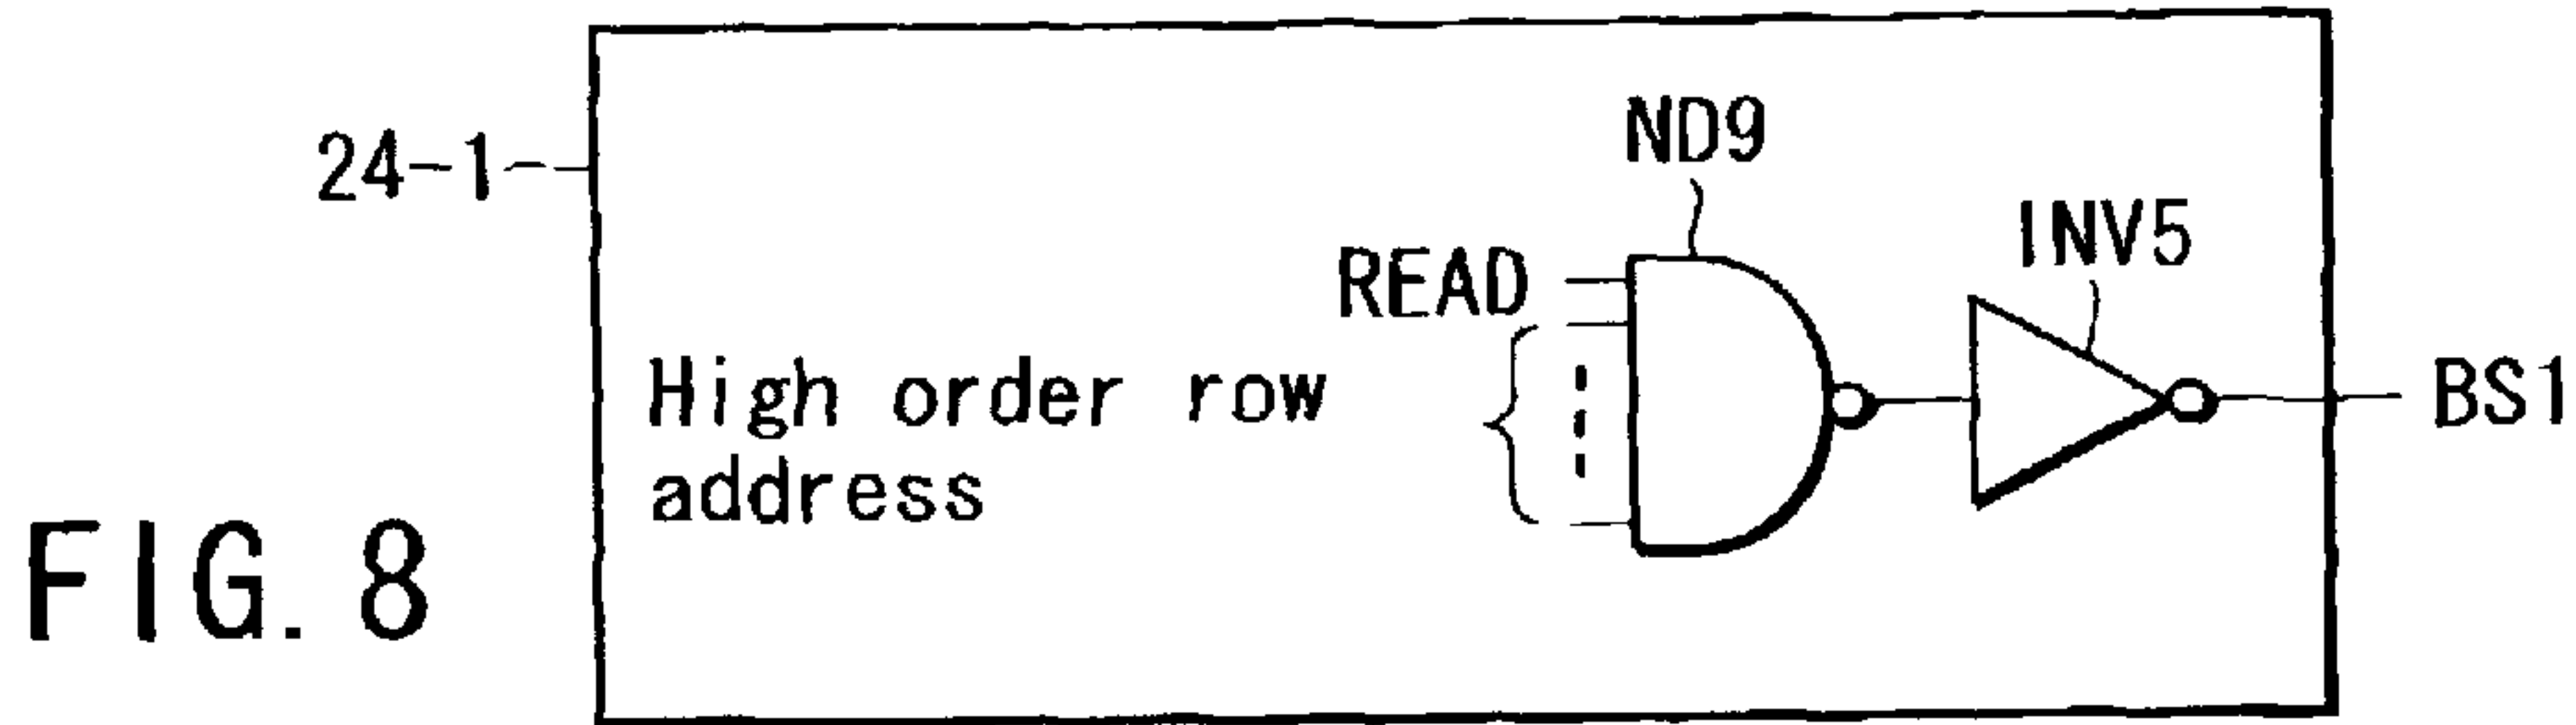 24-1
ND9
INV5
READ
High order row
address
BS1
FIG. 8